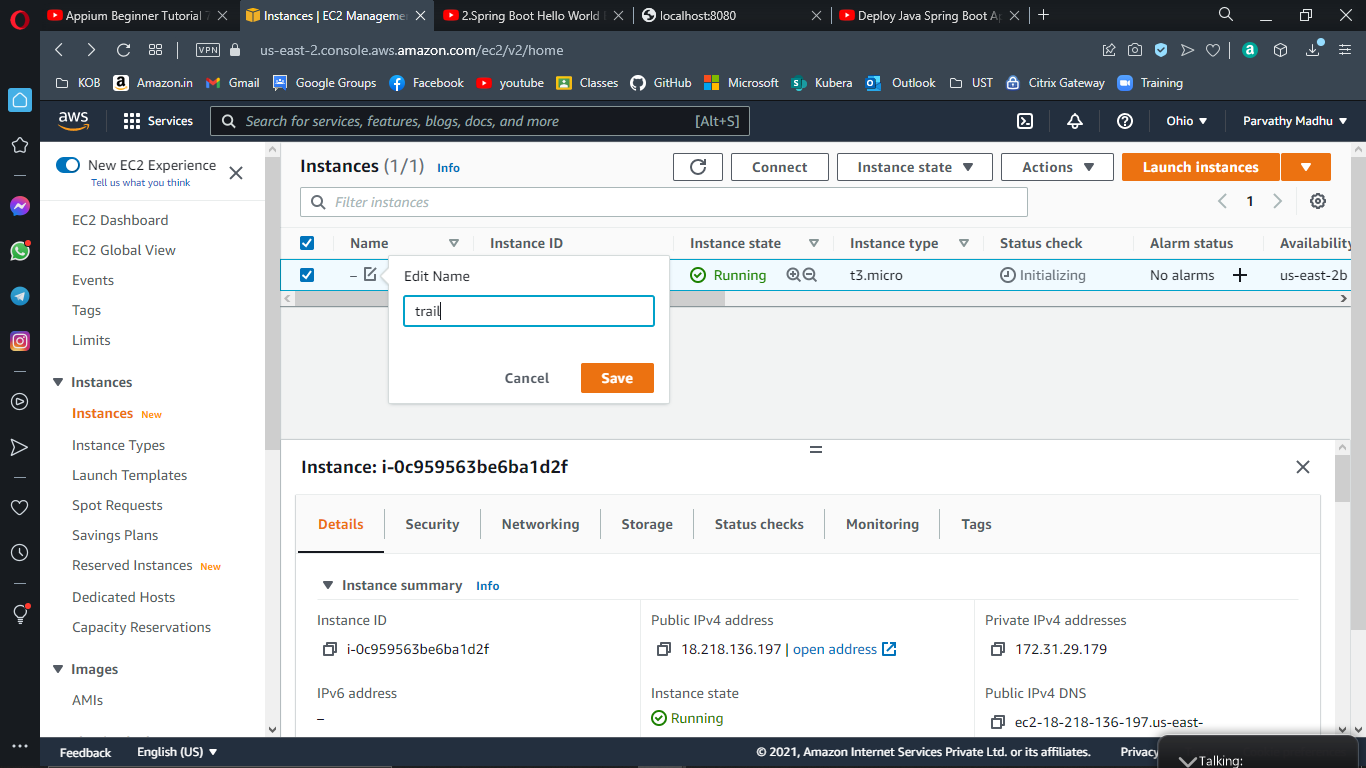 Appium Beginner Tutorial 7
Instances | EC2 Manageme
2.Spring Boot Hello World
localhost:8080
Deploy Java Spring Boot A
VPN
us-east-2.console.aws.amazon.com/ec2/v2/home
KOB
Amazon.in
Gmail
Google Groups
Facebook
youtube
Classes
GitHub
Microsoft
Kubera
Outlook
UST
Citrix Gateway
Training
aws
Services
Search for services, features, blogs, docs, and more
[Alt+S]
Ohio
Parvathy Madhu
New EC2 Experience
Tell us what you think
EC2 Dashboard
EC2 Global View
Events
Tags
Limits
Instances
Instances New
Instance Types
Launch Templates
Spot Requests
Savings Plans
Reserved Instances New
Dedicated Hosts
Capacity Reservations
Images
AMIs
Instances (1/1) Info
Connect
Instance state
Actions
Launch instances
Filter instances
1
Name
Instance ID
Instance state
Instance type
Status check
Alarm status
Availability
–
Running
t3.micro
Initializing
No alarms +
us-east-2b
Edit Name
trail
Cancel
Save
Instance: i-0c959563be6ba1d2f
Details
Security
Networking
Storage
Status checks
Monitoring
Tags
Instance summary Info
Instance ID
i-0c959563be6ba1d2f
Public IPv4 address
18.218.136.197 | open address
Private IPv4 addresses
172.31.29.179
IPv6 address
–
Instance state
Running
Public IPv4 DNS
ec2-18-218-136-197.us-east-
Feedback
English (US)
© 2021, Amazon Internet Services Private Ltd. or its affiliates.
Privacy
Talking: